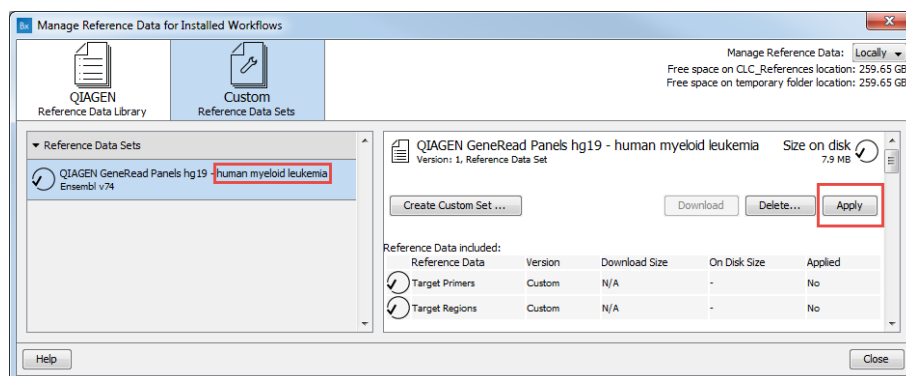 Bx Manage Reference Data for Installed Workflows
x
QIAGEN
Reference Data Library
Custom
Reference Data Sets
Manage Reference Data: Locally
Free space on CLC_References location: 259.65 GB
Free space on temporary folder location: 259.65 GB
Reference Data Sets
QIAGEN GeneRead Panels hg19 - human myeloid leukemia
Ensembl v74
QIAGEN GeneRead Panels hg19 - human myeloid leukemia Size on disk
Version: 1, Reference Data Set 7.9 MB
Create Custom Set ... Download Delete... Apply
Reference Data included:
Reference Data Version Download Size On Disk Size Applied
Target Primers Custom N/A - No
Target Regions Custom N/A - No
Help Close